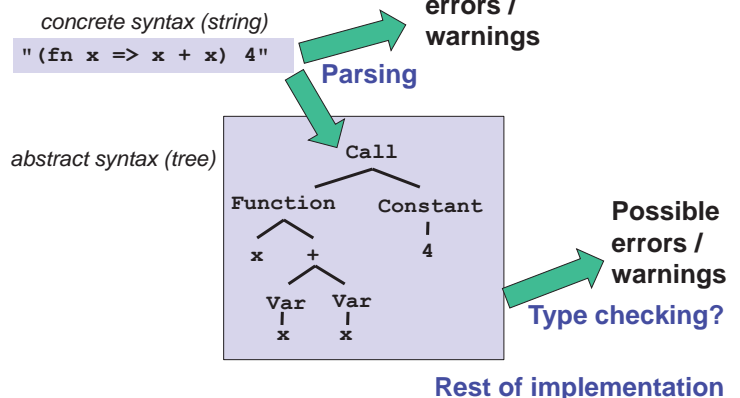 errors /
warnings
concrete syntax (string)
"(fn x => x + x) 4"
Parsing
abstract syntax (tree)
Call
Function Constant
x + 4
Var Var
x x
Possible
errors /
warnings
Type checking?
Rest of implementation